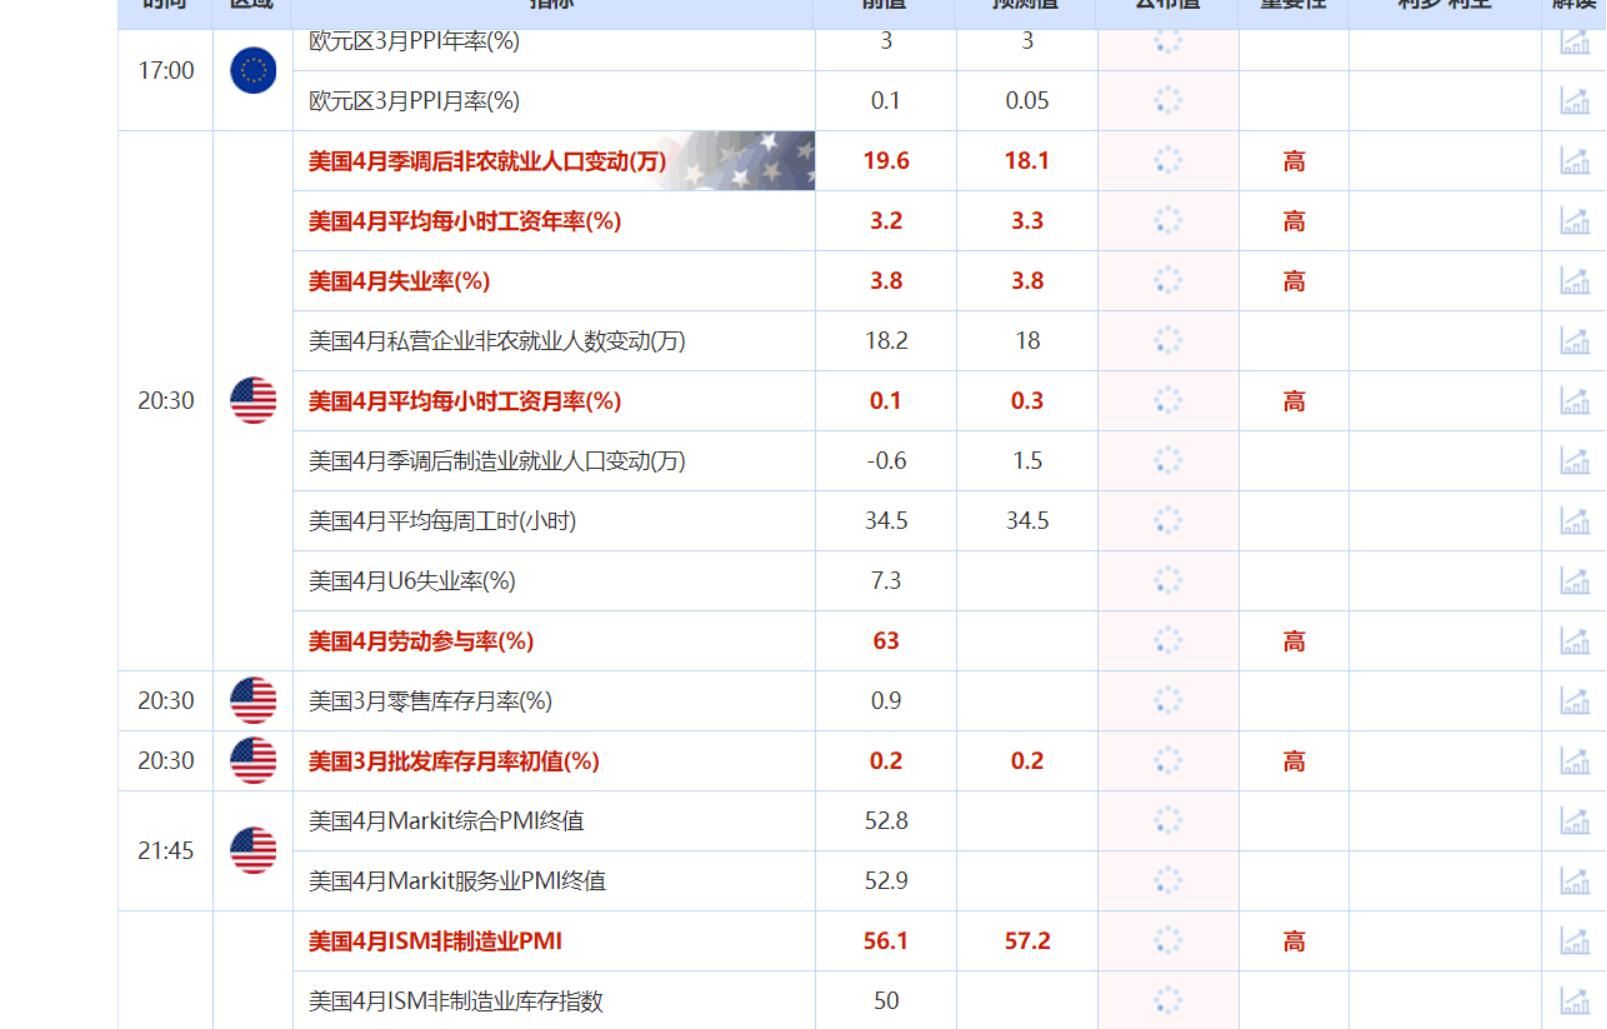 时间 区域 指标 前值 预测值 公布值 重要性 利多 利空 解读
17:00 欧元区3月PPI年率(%) 3 3
欧元区3月PPI月率(%) 0.1 0.05
20:30 美国4月季调后非农就业人口变动(万) 19.6 18.1 高
美国4月平均每小时工资年率(%) 3.2 3.3 高
美国4月失业率(%) 3.8 3.8 高
美国4月私营企业非农就业人数变动(万) 18.2 18
美国4月平均每小时工资月率(%) 0.1 0.3 高
美国4月季调后制造业就业人口变动(万) -0.6 1.5
美国4月平均每周工时(小时) 34.5 34.5
美国4月U6失业率(%) 7.3
美国4月劳动参与率(%) 63 高
20:30 美国3月零售库存月率(%) 0.9
20:30 美国3月批发库存月率初值(%) 0.2 0.2 高
21:45 美国4月Markit综合PMI终值 52.8
美国4月Markit服务业PMI终值 52.9
美国4月ISM非制造业PMI 56.1 57.2 高
美国4月ISM非制造业库存指数 50